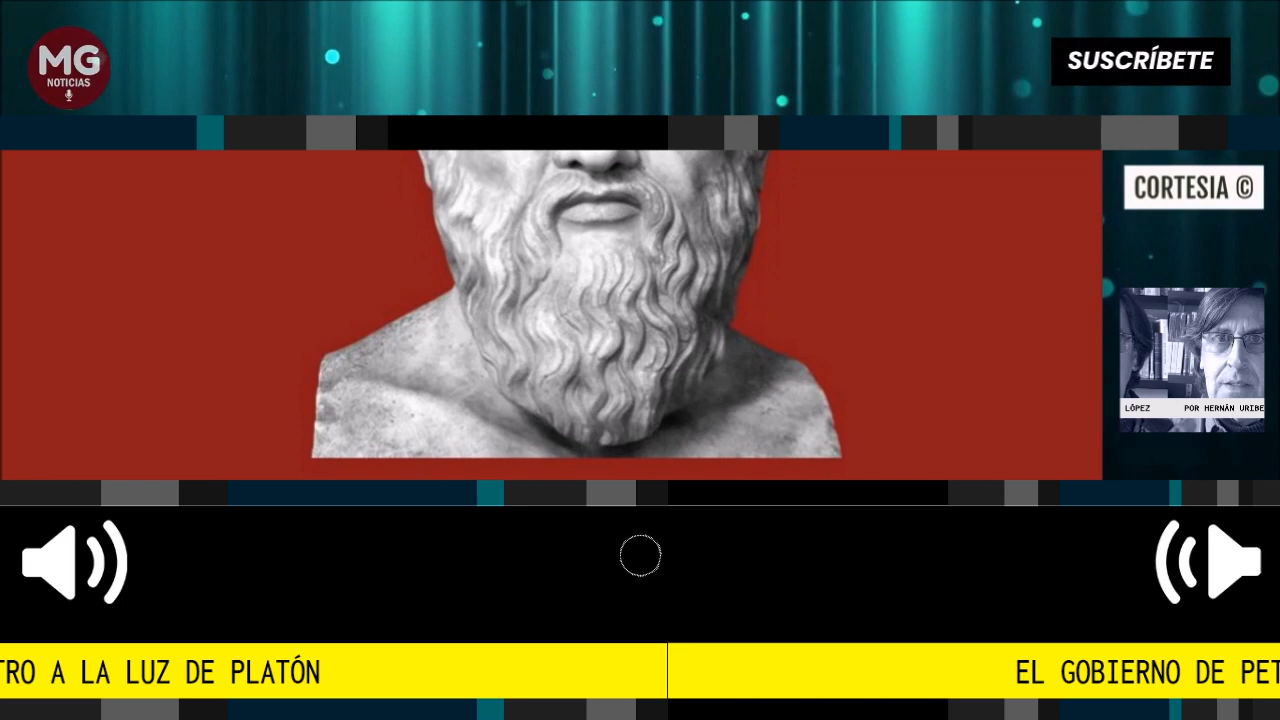 MG
NOTICIAS
SUSCRÍBETE
CORTESIA ©
LÓPEZ POR HERNÁN URIBE
TRO A LA LUZ DE PLATÓN EL GOBIERNO DE PET